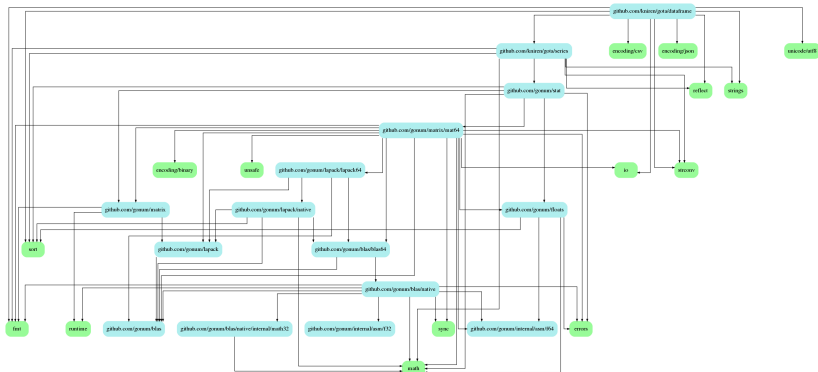 github.com/kniren/gota/dataframe
github.com/kniren/gota/series
encoding/csv
encoding/json
unicode/utf8
github.com/gonum/stat
reflect
strings
github.com/gonum/matrix/mat64
encoding/binary
unsafe
github.com/gonum/lapack/lapack64
io
strconv
github.com/gonum/matrix
github.com/gonum/lapack/native
github.com/gonum/floats
sort
github.com/gonum/lapack
github.com/gonum/blas/blas64
github.com/gonum/blas/native
fmt
runtime
github.com/gonum/blas
github.com/gonum/blas/native/internal/math32
github.com/gonum/internal/asm/f32
sync
github.com/gonum/internal/asm/f64
errors
math